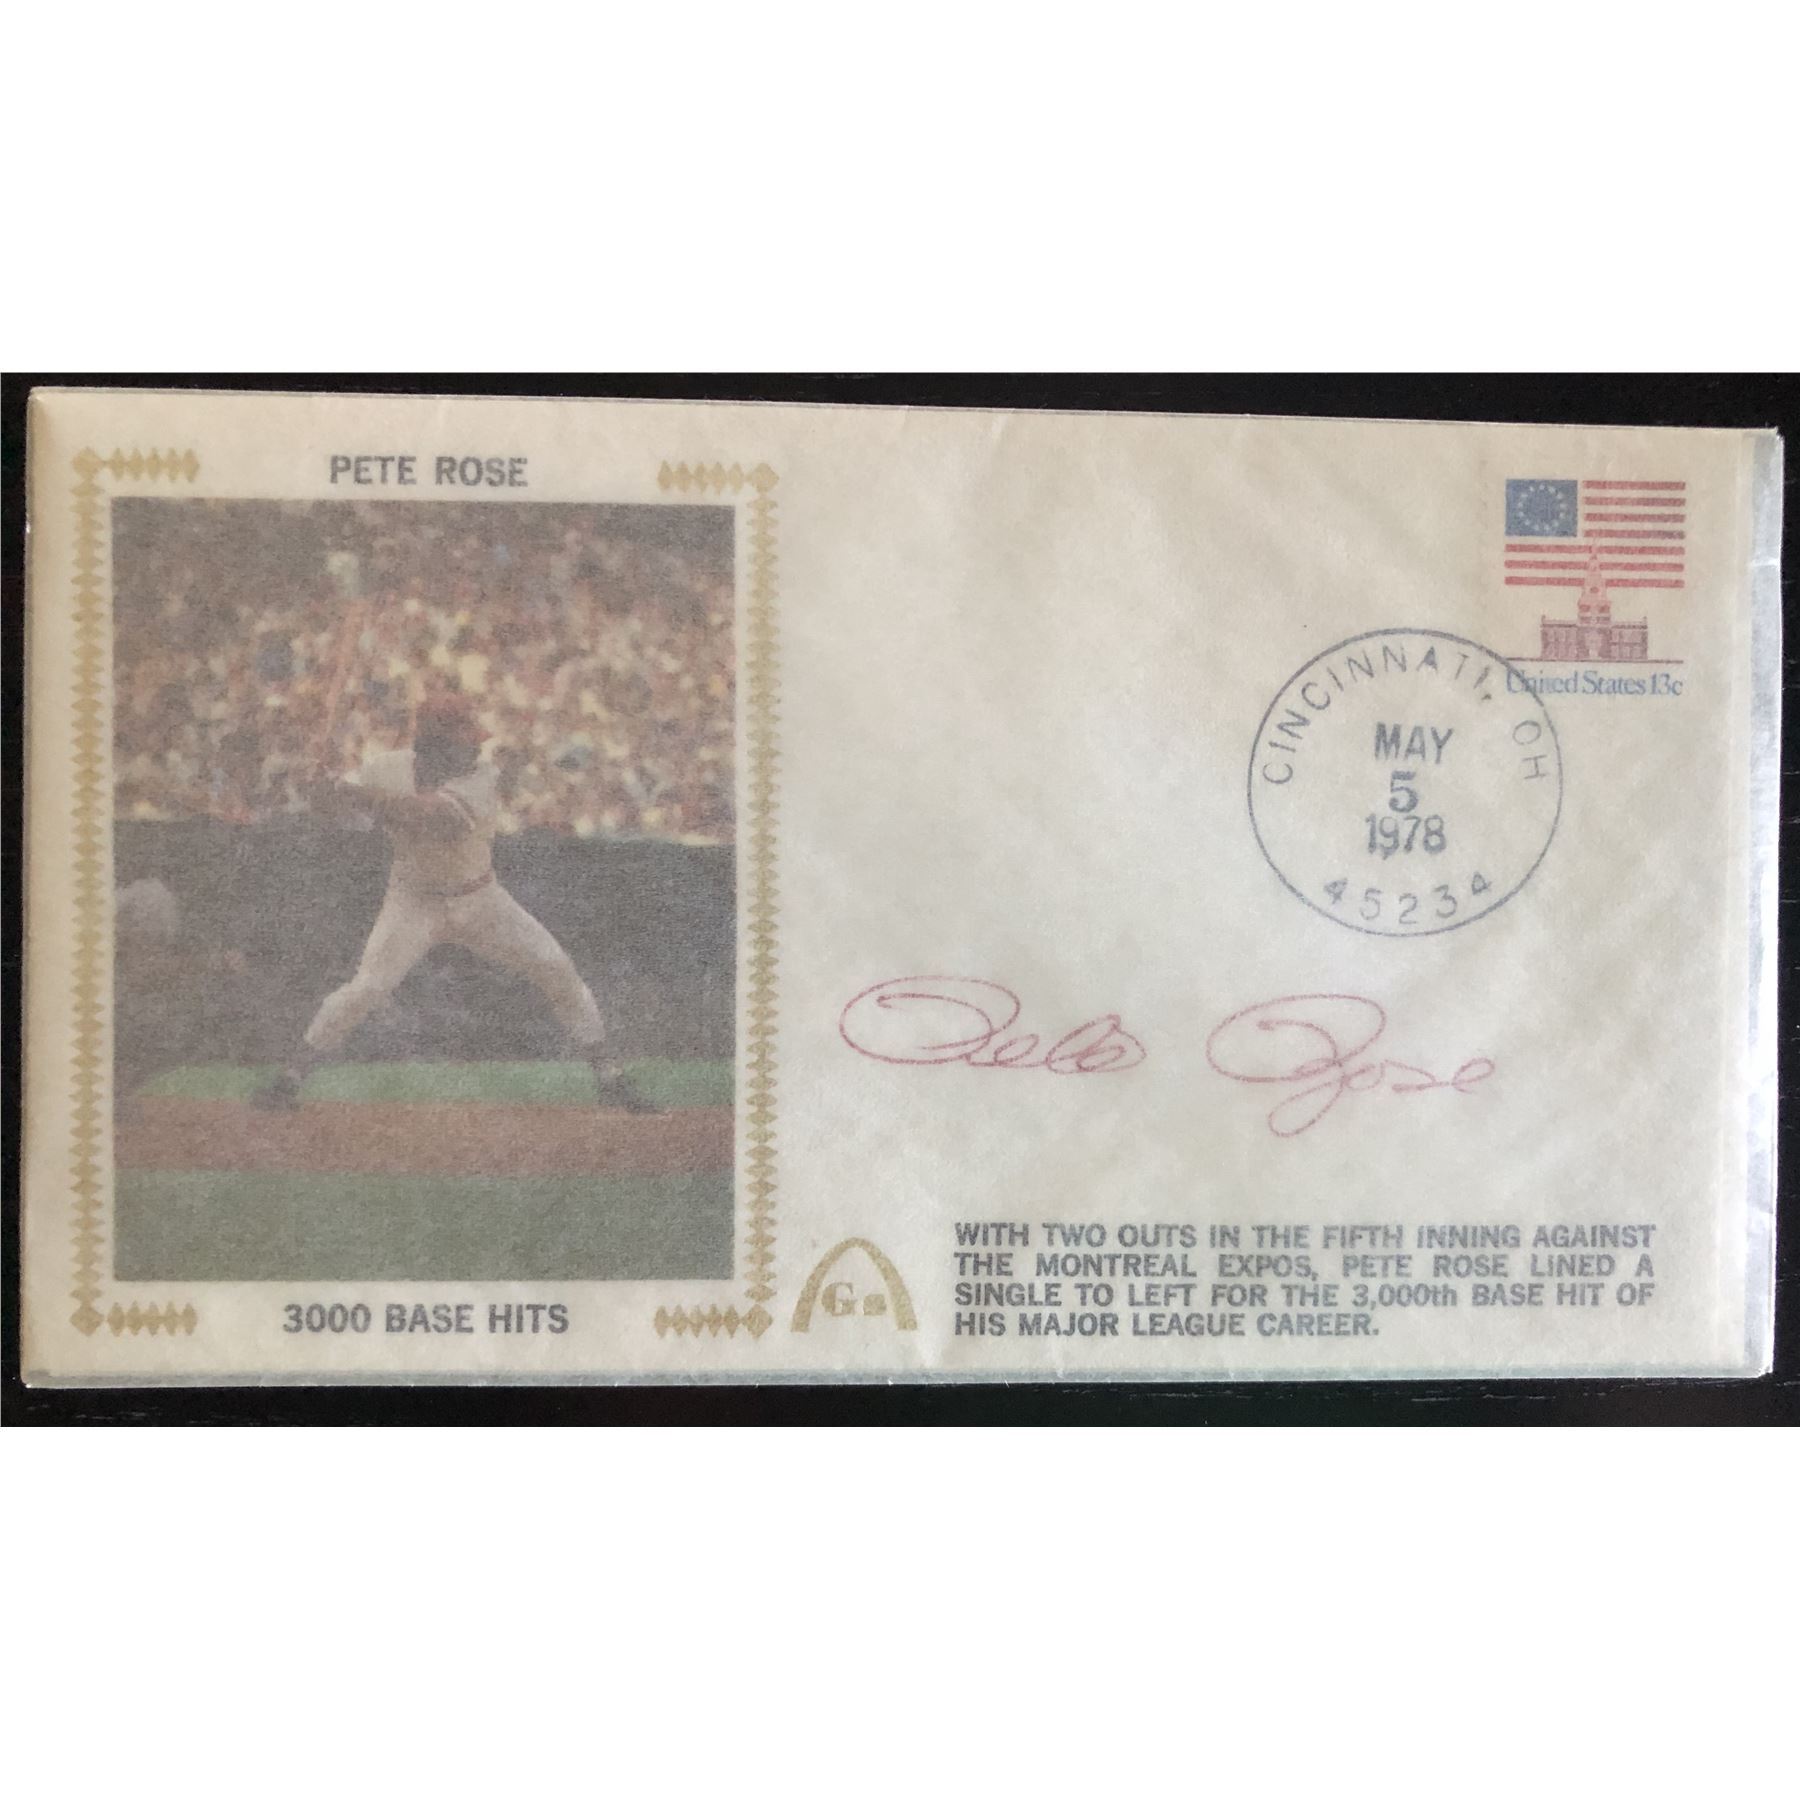 PETE ROSE
3000 BASE HITS
United States 13c
CINCINNATI, OH
MAY
5
1978
45234
Pete Rose
G
WITH TWO OUTS IN THE FIFTH INNING AGAINST
THE MONTREAL EXPOS, PETE ROSE LINED A
SINGLE TO LEFT FOR THE 3,000th BASE HIT OF
HIS MAJOR LEAGUE CAREER.